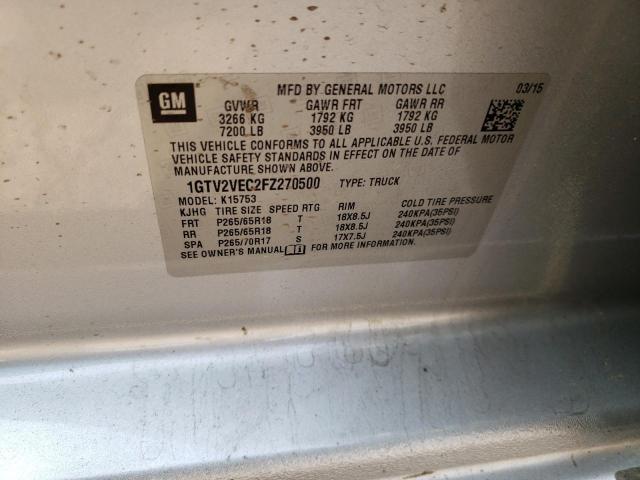 GM
MFD BY GENERAL MOTORS LLC 03/15
GVWR GAWR FRT GAWR RR
3266 KG 1792 KG 1792 KG
7200 LB 3950 LB 3950 LB
THIS VEHICLE CONFORMS TO ALL APPLICABLE U.S. FEDERAL MOTOR
VEHICLE SAFETY STANDARDS IN EFFECT ON THE DATE OF
MANUFACTURE SHOWN ABOVE.
1GTV2VEC2FZ270500 TYPE: TRUCK
MODEL: K15753
KJHG TIRE SIZE SPEED RTG RIM COLD TIRE PRESSURE
FRT P265/65R18 T 18X8.5J 240KPA(35PSI)
RR P265/65R18 T 18X8.5J 240KPA(35PSI)
SPA P265/70R17 S 17X7.5J 240KPA(35PSI)
SEE OWNER'S MANUAL FOR MORE INFORMATION